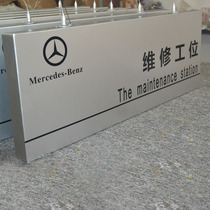 Mercedes-Benz
维修工位
The maintenance station